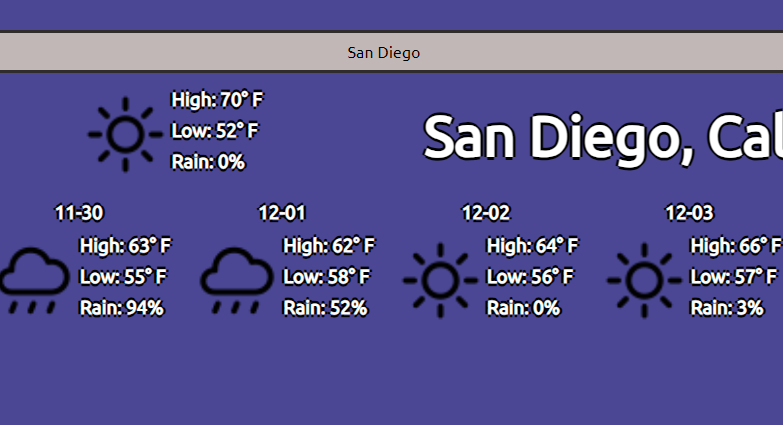 San Diego
High: 70° F
Low: 52° F
Rain: 0%
San Diego, Cal
11-30
High: 63° F
Low: 55° F
Rain: 94%
12-01
High: 62° F
Low: 58° F
Rain: 52%
12-02
High: 64° F
Low: 56° F
Rain: 0%
12-03
High: 66° F
Low: 57° F
Rain: 3%